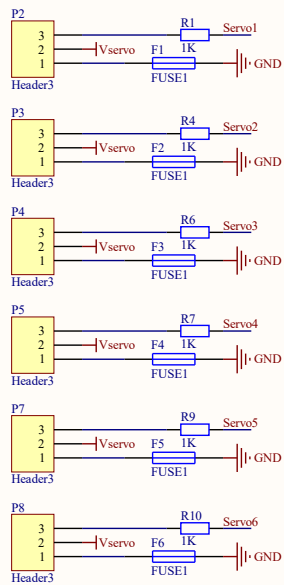 P2
R1 Servo1
3
2 Vservo F1 1K
1 GND
Header3 FUSE1
P3
R4 Servo2
3
2 Vservo F2 1K
1 GND
Header3 FUSE1
P4
R6 Servo3
3
2 Vservo F3 1K
1 GND
Header3 FUSE1
P5
R7 Servo4
3
2 Vservo F4 1K
1 GND
Header3 FUSE1
P7
R9 Servo5
3
2 Vservo F5 1K
1 GND
Header3 FUSE1
P8
R10 Servo6
3
2 Vservo F6 1K
1 GND
Header3 FUSE1